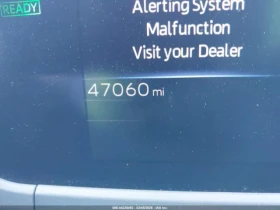 READY
Alerting System
Malfunction
Visit your Dealer
47060 mi